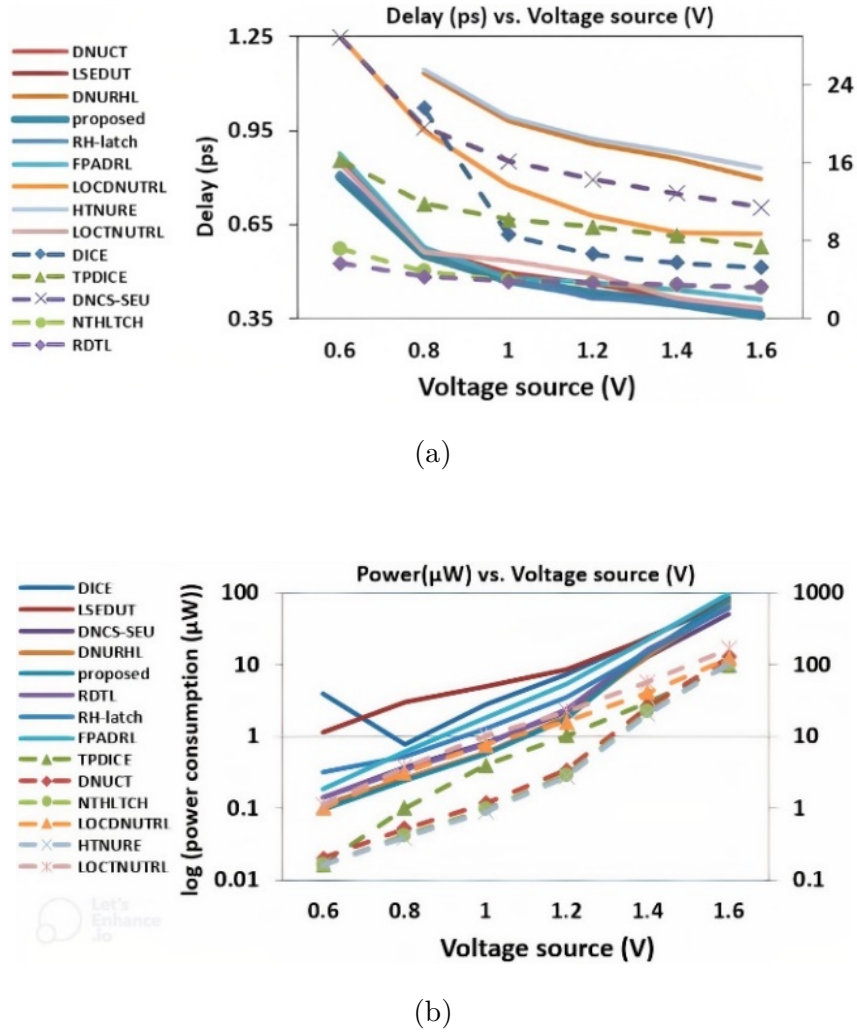 Delay (ps) vs. Voltage source (V)
DNUCT
LSEDUT
DNURHL
proposed
RH-latch
FPADRL
LOCDNUTRL
HTNURE
LOCTNUTRL
DICE
TPDICE
DNCS-SEU
NTHLTCH
RDTL
Delay (ps)
1.25
0.95
0.65
0.35
24
16
8
0
0.6 0.8 1 1.2 1.4 1.6
Voltage source (V)
(a)
Power(µW) vs. Voltage source (V)
DICE
LSEDUT
DNCS-SEU
DNURHL
proposed
RDTL
RH-latch
FPADRL
TPDICE
DNUCT
NTHLTCH
LOCDNUTRL
HTNURE
LOCTNUTRL
log (power consumption (µW))
100
10
1
0.1
0.01
1000
100
10
1
0.1
0.6 0.8 1 1.2 1.4 1.6
Voltage source (V)
Let's
Enhance
.io
(b)